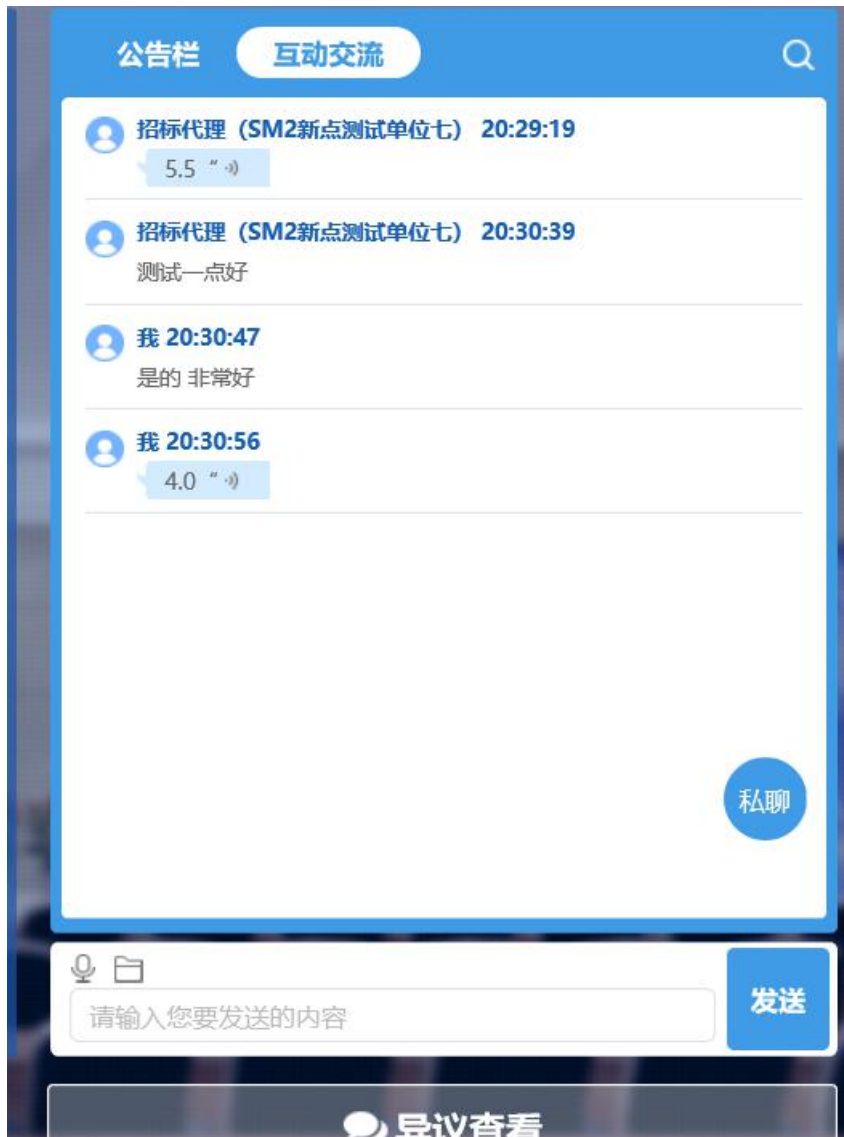 公告栏 互动交流
招标代理（SM2新点测试单位七） 20:29:19
5.5 “
招标代理（SM2新点测试单位七） 20:30:39
测试一点好
我 20:30:47
是的 非常好
我 20:30:56
4.0 “
私聊
请输入您要发送的内容
发送
异议查看